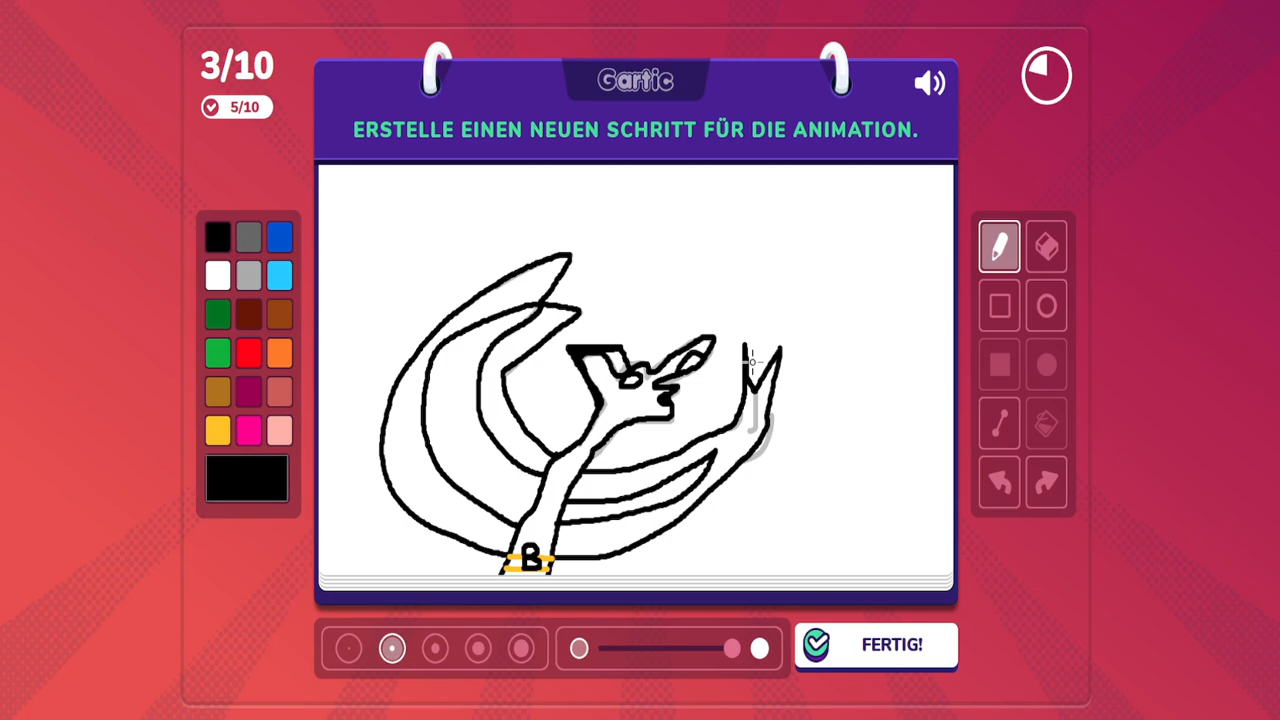 3/10
5/10
Gartic
ERSTELLE EINEN NEUEN SCHRITT FÜR DIE ANIMATION.
B
FERTIG!